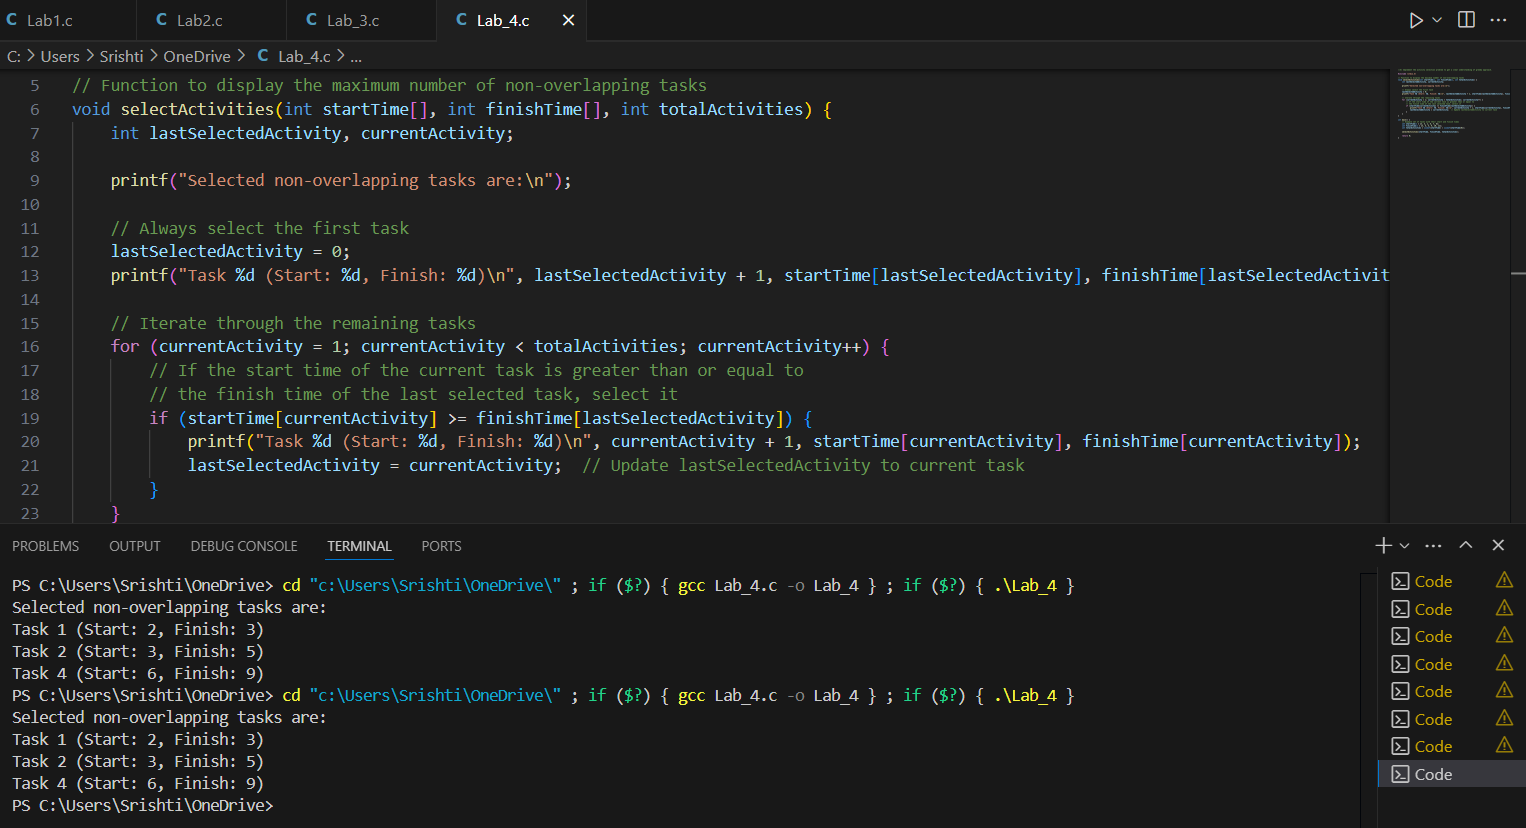 C Lab1.c C Lab2.c C Lab_3.c C Lab_4.c ×
C: > Users > Srishti > OneDrive > C Lab_4.c > ...
5 // Function to display the maximum number of non-overlapping tasks
6 void selectActivities(int startTime[], int finishTime[], int totalActivities) {
7 int lastSelectedActivity, currentActivity;
8
9 printf("Selected non-overlapping tasks are:\n");
10
11 // Always select the first task
12 lastSelectedActivity = 0;
13 printf("Task %d (Start: %d, Finish: %d)\n", lastSelectedActivity + 1, startTime[lastSelectedActivity], finishTime[lastSelectedActivit
14
15 // Iterate through the remaining tasks
16 for (currentActivity = 1; currentActivity < totalActivities; currentActivity++) {
17 // If the start time of the current task is greater than or equal to
18 // the finish time of the last selected task, select it
19 if (startTime[currentActivity] >= finishTime[lastSelectedActivity]) {
20 printf("Task %d (Start: %d, Finish: %d)\n", currentActivity + 1, startTime[currentActivity], finishTime[currentActivity]);
21 lastSelectedActivity = currentActivity; // Update lastSelectedActivity to current task
22 }
23 }
PROBLEMS OUTPUT DEBUG CONSOLE TERMINAL PORTS
PS C:\Users\Srishti\OneDrive> cd "c:\Users\Srishti\OneDrive\" ; if ($?) { gcc Lab_4.c -o Lab_4 } ; if ($?) { .\Lab_4 }
Selected non-overlapping tasks are:
Task 1 (Start: 2, Finish: 3)
Task 2 (Start: 3, Finish: 5)
Task 4 (Start: 6, Finish: 9)
PS C:\Users\Srishti\OneDrive> cd "c:\Users\Srishti\OneDrive\" ; if ($?) { gcc Lab_4.c -o Lab_4 } ; if ($?) { .\Lab_4 }
Selected non-overlapping tasks are:
Task 1 (Start: 2, Finish: 3)
Task 2 (Start: 3, Finish: 5)
Task 4 (Start: 6, Finish: 9)
PS C:\Users\Srishti\OneDrive>
Code
Code
Code
Code
Code
Code
Code
Code